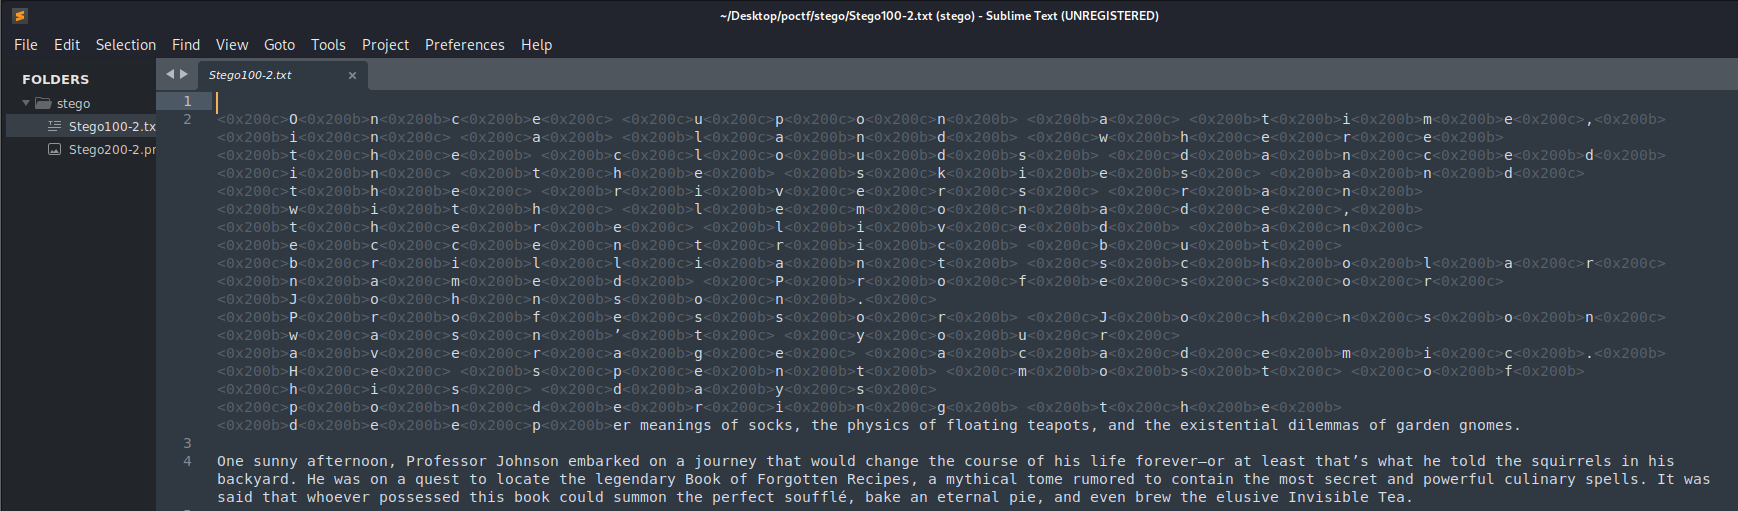 ~/Desktop/poctf/stego/Stego100-2.txt (stego) - Sublime Text (UNREGISTERED)
File Edit Selection Find View Goto Tools Project Preferences Help
FOLDERS
stego
Stego100-2.tx
Stego200-2.pr
Stego100-2.txt
1
2 <0x200c>O<0x200b>n<0x200b>c<0x200b>e<0x200c> <0x200c>u<0x200b>p<0x200c>o<0x200c>n<0x200b> <0x200b>a<0x200c> <0x200b>t<0x200b>i<0x200b>m<0x200b>e<0x200c>,<0x200b>
<0x200b>i<0x200c>n<0x200c> <0x200b>a<0x200b> <0x200b>l<0x200c>a<0x200b>n<0x200b>d<0x200b> <0x200c>w<0x200b>h<0x200c>e<0x200b>r<0x200c>e<0x200b>
<0x200b>t<0x200c>h<0x200c>e<0x200b> <0x200b>c<0x200c>l<0x200c>o<0x200b>u<0x200b>d<0x200b>s<0x200b> <0x200c>d<0x200b>a<0x200b>n<0x200c>c<0x200c>e<0x200b>d<0x200b>
<0x200c>i<0x200b>n<0x200c> <0x200b>t<0x200c>h<0x200b>e<0x200b> <0x200b>s<0x200b>k<0x200b>i<0x200b>e<0x200b>s<0x200c> <0x200b>a<0x200b>n<0x200b>d<0x200c>
<0x200c>t<0x200b>h<0x200b>e<0x200c> <0x200b>r<0x200b>i<0x200b>v<0x200c>e<0x200c>r<0x200b>s<0x200c> <0x200c>r<0x200b>a<0x200c>n<0x200b>
<0x200b>w<0x200b>i<0x200b>t<0x200b>h<0x200c> <0x200b>l<0x200b>e<0x200c>m<0x200c>o<0x200c>n<0x200b>a<0x200c>d<0x200c>e<0x200c>,<0x200b>
<0x200b>t<0x200c>h<0x200c>e<0x200b>r<0x200b>e<0x200c> <0x200b>l<0x200b>i<0x200b>v<0x200c>e<0x200c>d<0x200b> <0x200b>a<0x200c>n<0x200c>
<0x200b>e<0x200c>c<0x200c>c<0x200b>e<0x200c>n<0x200c>t<0x200c>r<0x200b>i<0x200c>c<0x200b> <0x200c>b<0x200c>u<0x200b>t<0x200c>
<0x200c>b<0x200c>r<0x200b>i<0x200b>l<0x200c>l<0x200c>i<0x200b>a<0x200b>n<0x200c>t<0x200b> <0x200c>s<0x200c>c<0x200b>h<0x200b>o<0x200b>l<0x200b>a<0x200c>r<0x200c>
<0x200b>n<0x200b>a<0x200c>m<0x200b>e<0x200b>d<0x200b> <0x200c>P<0x200b>r<0x200c>o<0x200c>f<0x200b>e<0x200c>s<0x200c>s<0x200c>o<0x200c>r<0x200c>
<0x200b>J<0x200b>o<0x200c>h<0x200c>n<0x200b>s<0x200b>o<0x200b>n<0x200b>.<0x200c>
<0x200c>P<0x200b>r<0x200b>o<0x200b>f<0x200b>e<0x200b>s<0x200b>s<0x200b>o<0x200c>r<0x200b> <0x200c>J<0x200b>o<0x200c>h<0x200c>n<0x200c>s<0x200b>o<0x200b>n<0x200c>
<0x200b>w<0x200c>a<0x200c>s<0x200b>n<0x200b>’<0x200b>t<0x200b> <0x200c>y<0x200c>o<0x200b>u<0x200b>r<0x200c>
<0x200b>a<0x200b>v<0x200c>e<0x200c>r<0x200c>a<0x200b>g<0x200c>e<0x200c> <0x200c>a<0x200b>c<0x200b>a<0x200c>d<0x200c>e<0x200b>m<0x200b>i<0x200c>c<0x200c>.<0x200b>
<0x200b>H<0x200c>e<0x200c> <0x200b>s<0x200b>p<0x200c>e<0x200b>n<0x200b>t<0x200b> <0x200c>m<0x200b>o<0x200b>s<0x200c>t<0x200c> <0x200c>o<0x200c>f<0x200b>
<0x200c>h<0x200c>i<0x200b>s<0x200c> <0x200b>d<0x200b>a<0x200b>y<0x200b>s<0x200c>
<0x200c>p<0x200b>o<0x200b>n<0x200b>d<0x200b>e<0x200b>r<0x200b>i<0x200b>n<0x200c>g<0x200b> <0x200b>t<0x200b>h<0x200b>e<0x200b>
<0x200b>d<0x200b>e<0x200b>e<0x200c>p<0x200b>er meanings of socks, the physics of floating teapots, and the existential dilemmas of garden gnomes.
3
4 One sunny afternoon, Professor Johnson embarked on a journey that would change the course of his life forever—or at least that’s what he told the squirrels in his
backyard. He was on a quest to locate the legendary Book of Forgotten Recipes, a mythical tome rumored to contain the most secret and powerful culinary spells. It was
said that whoever possessed this book could summon the perfect soufflé, bake an eternal pie, and even brew the elusive Invisible Tea.